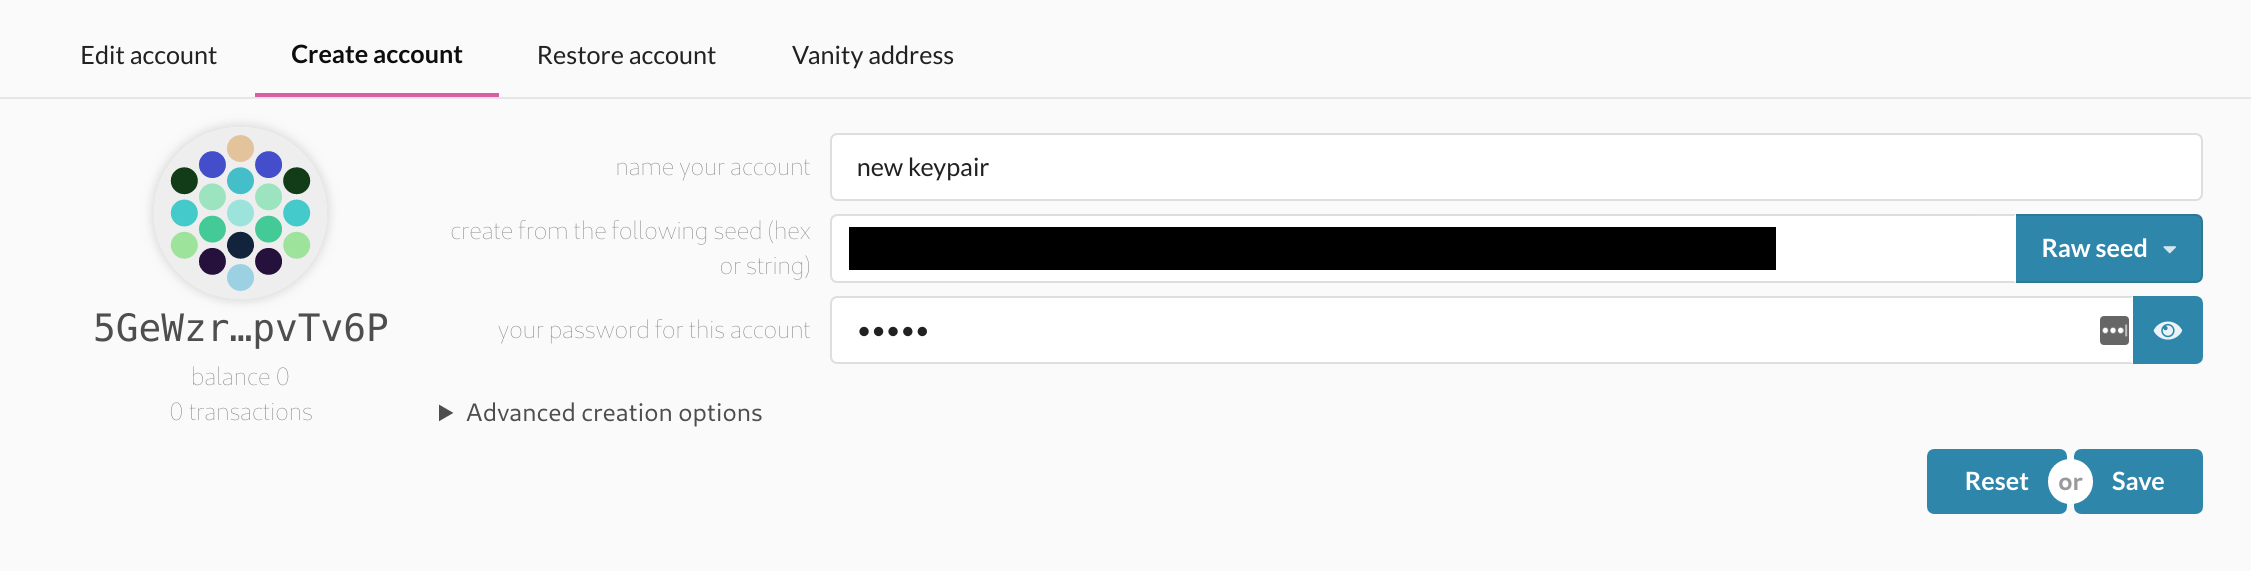 Edit account
Create account
Restore account
Vanity address
name your account
new keypair
create from the following seed (hex
or string)
Raw seed
your password for this account
•••••
5GeWzr…pvTv6P
balance 0
0 transactions
Advanced creation options
Reset
or
Save